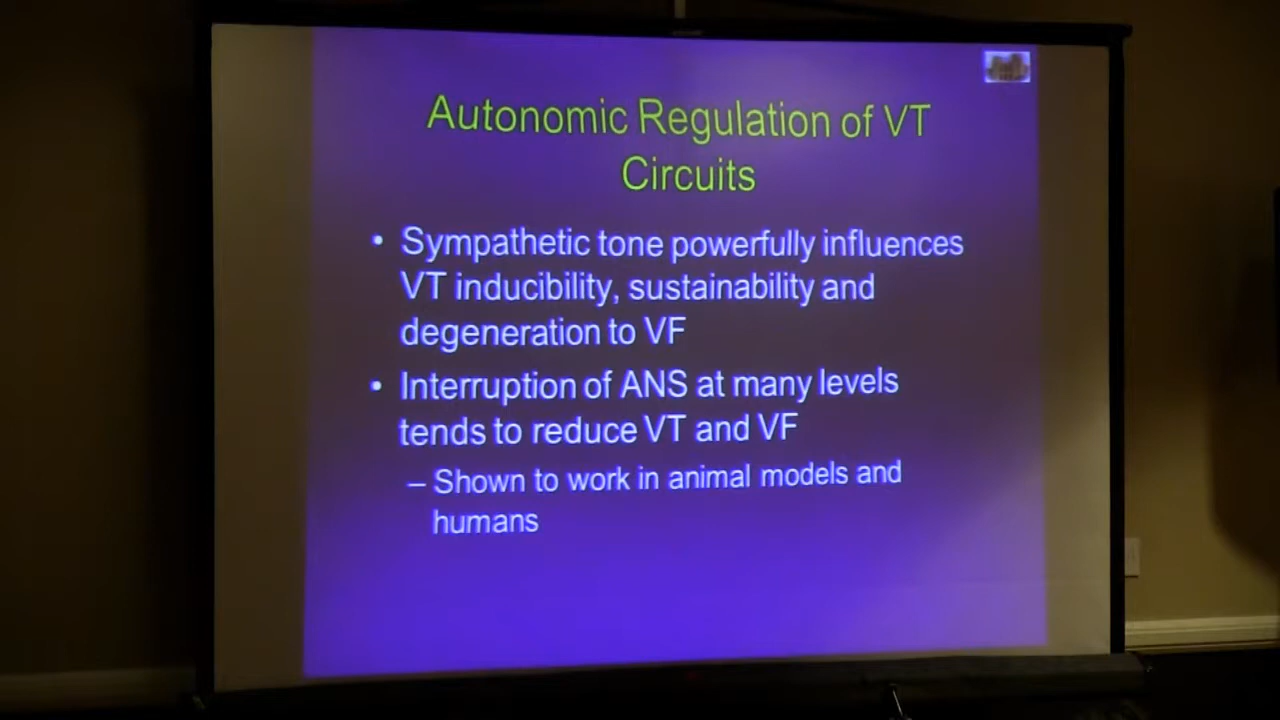 Autonomic Regulation of VT
Circuits
• Sympathetic tone powerfully influences
VT inducibility, sustainability and
degeneration to VF
• Interruption of ANS at many levels
tends to reduce VT and VF
– Shown to work in animal models and
humans